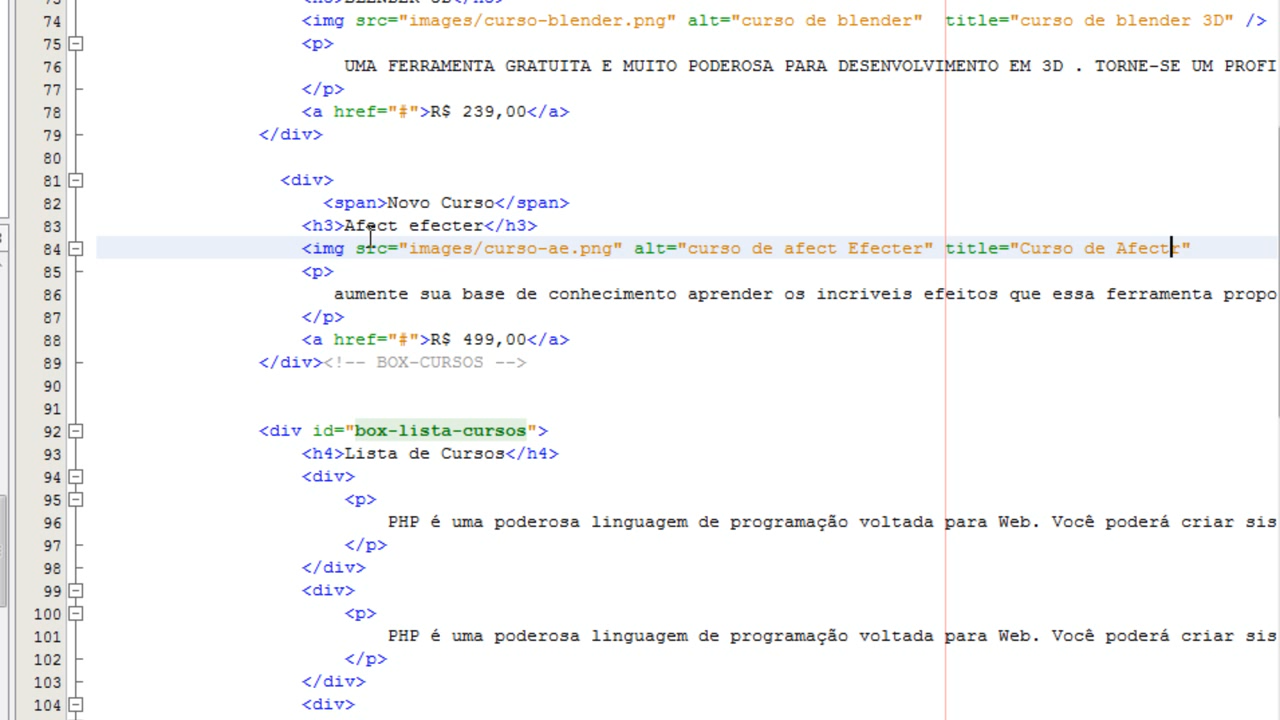 73 <h3>BLENDER 3D</h3>
74 <img src="images/curso-blender.png" alt="curso de blender"  title="curso de blender 3D" />
75 <p>
76 UMA FERRAMENTA GRATUITA E MUITO PODEROSA PARA DESENVOLVIMENTO EM 3D . TORNE-SE UM PROFI
77 </p>
78 <a href="#">R$ 239,00</a>
79 </div>
80
81 <div>
82 <span>Novo Curso</span>
83 <h3>Afect efecter</h3>
84 <img src="images/curso-ae.png" alt="curso de afect Efecter" title="Curso de Afectr"
85 <p>
86 aumente sua base de conhecimento aprender os incriveis efeitos que essa ferramenta propo
87 </p>
88 <a href="#">R$ 499,00</a>
89 </div><!-- BOX-CURSOS -->
90
91
92 <div id="box-lista-cursos">
93 <h4>Lista de Cursos</h4>
94 <div>
95 <p>
96 PHP é uma poderosa linguagem de programação voltada para Web. Você poderá criar sis
97 </p>
98 </div>
99 <div>
100 <p>
101 PHP é uma poderosa linguagem de programação voltada para Web. Você poderá criar sis
102 </p>
103 </div>
104 <div>